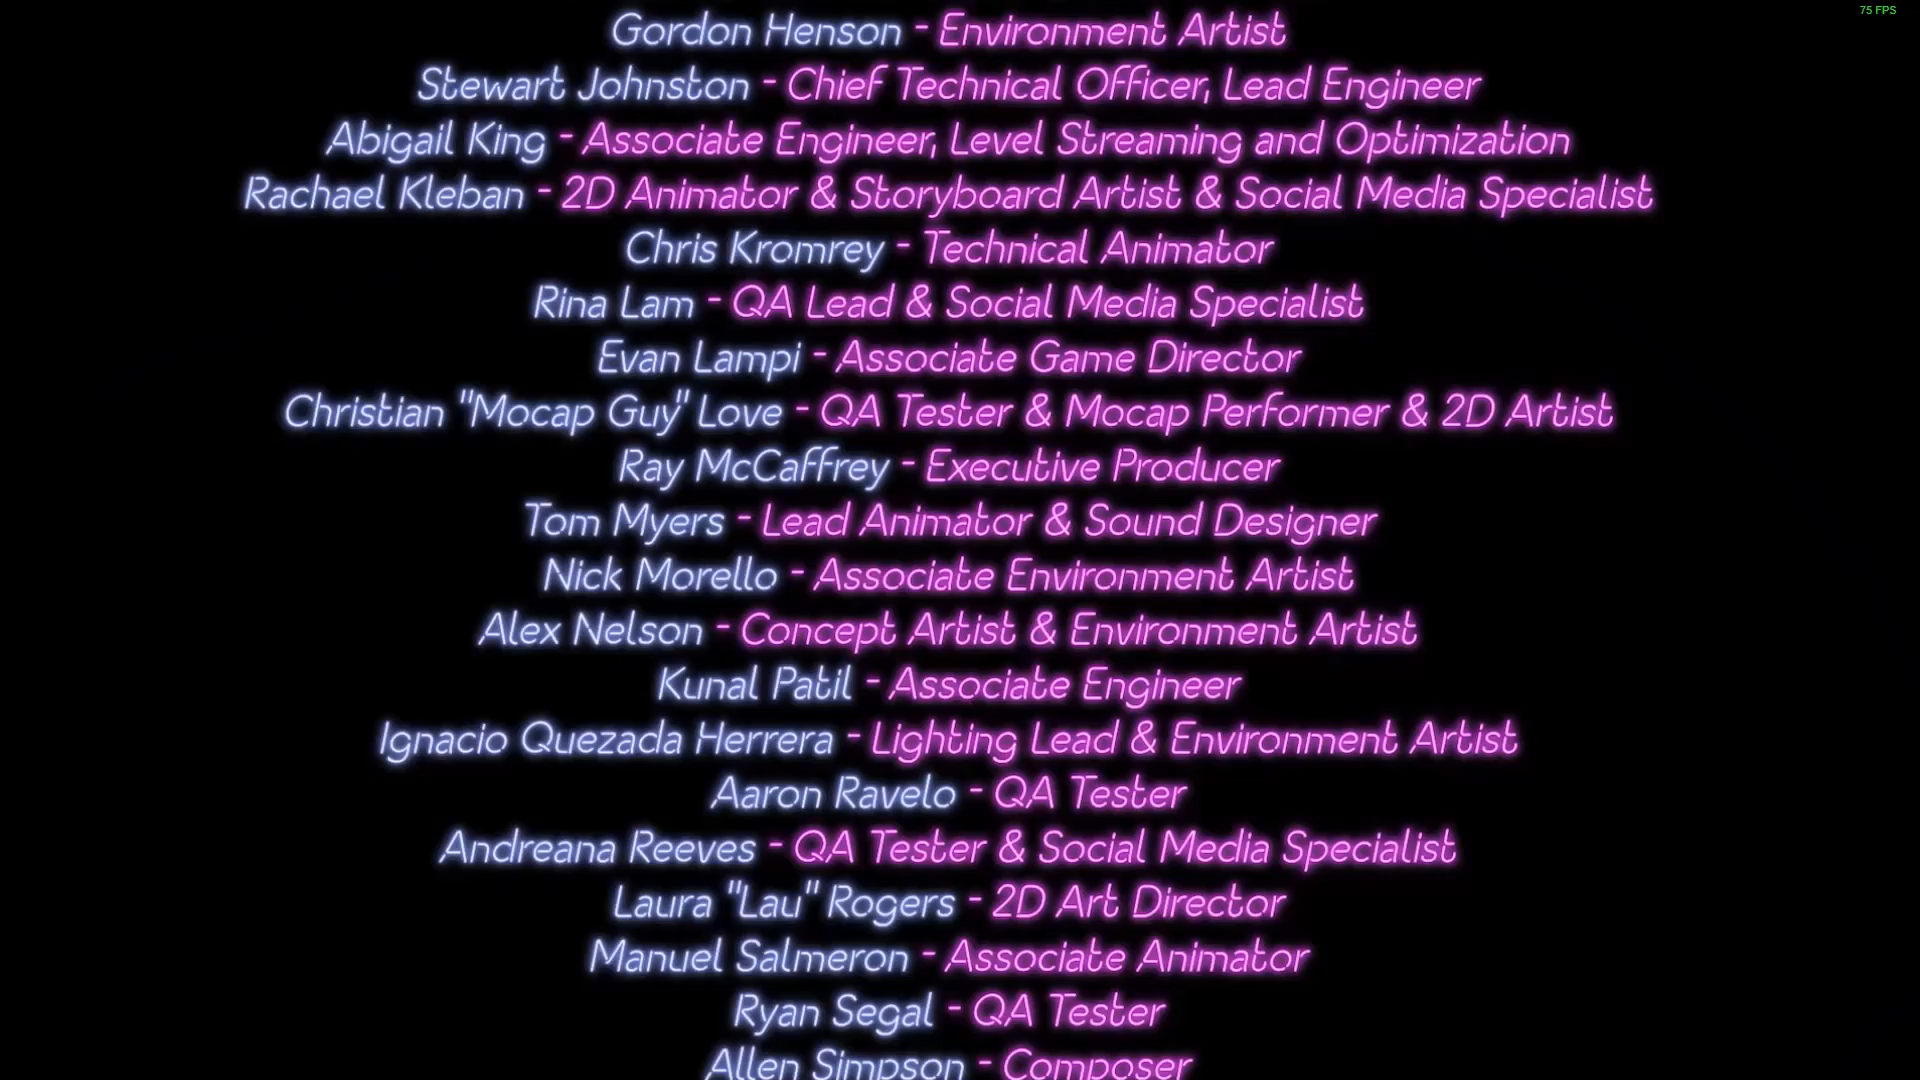 75 FPS
Gordon Henson - Environment Artist
Stewart Johnston - Chief Technical Officer, Lead Engineer
Abigail King - Associate Engineer, Level Streaming and Optimization
Rachael Kleban - 2D Animator & Storyboard Artist & Social Media Specialist
Chris Kromrey - Technical Animator
Rina Lam - QA Lead & Social Media Specialist
Evan Lampi - Associate Game Director
Christian "Mocap Guy" Love - QA Tester & Mocap Performer & 2D Artist
Ray McCaffrey - Executive Producer
Tom Myers - Lead Animator & Sound Designer
Nick Morello - Associate Environment Artist
Alex Nelson - Concept Artist & Environment Artist
Kunal Patil - Associate Engineer
Ignacio Quezada Herrera - Lighting Lead & Environment Artist
Aaron Ravelo - QA Tester
Andreana Reeves - QA Tester & Social Media Specialist
Laura "Lau" Rogers - 2D Art Director
Manuel Salmeron - Associate Animator
Ryan Segal - QA Tester
Allen Simpson - Composer